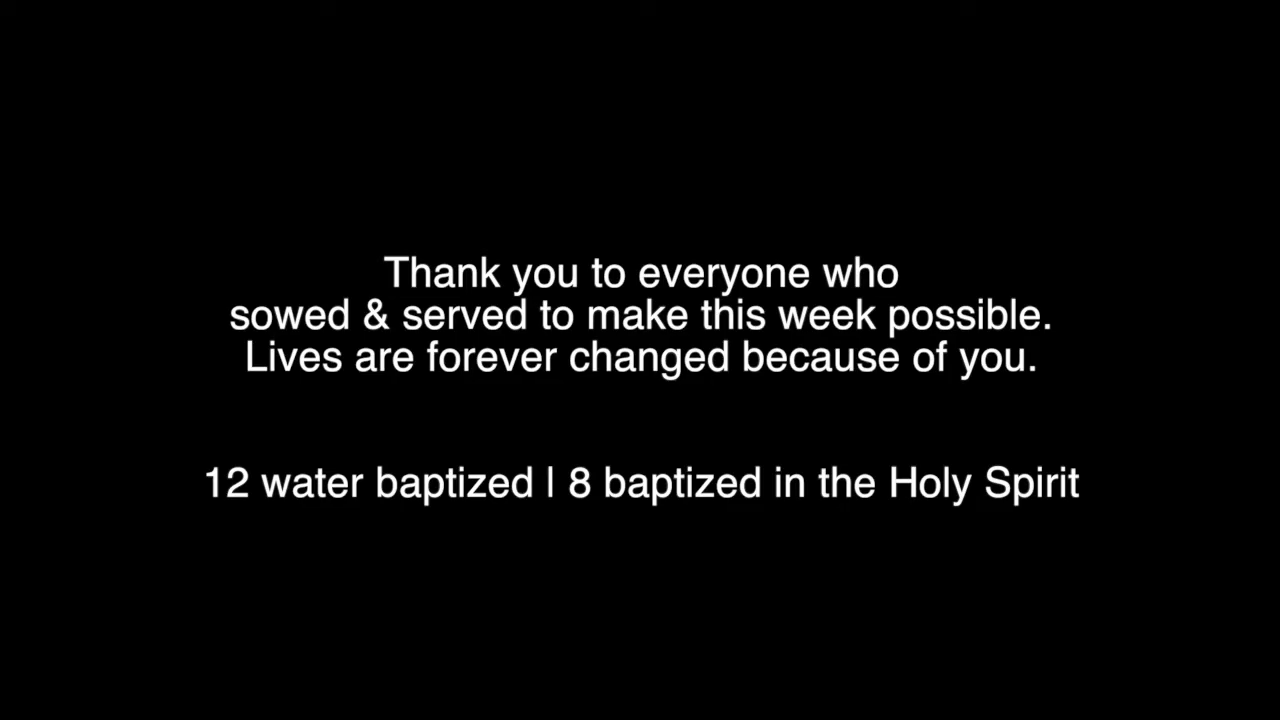 Thank you to everyone who
sowed & served to make this week possible.
Lives are forever changed because of you.
12 water baptized | 8 baptized in the Holy Spirit